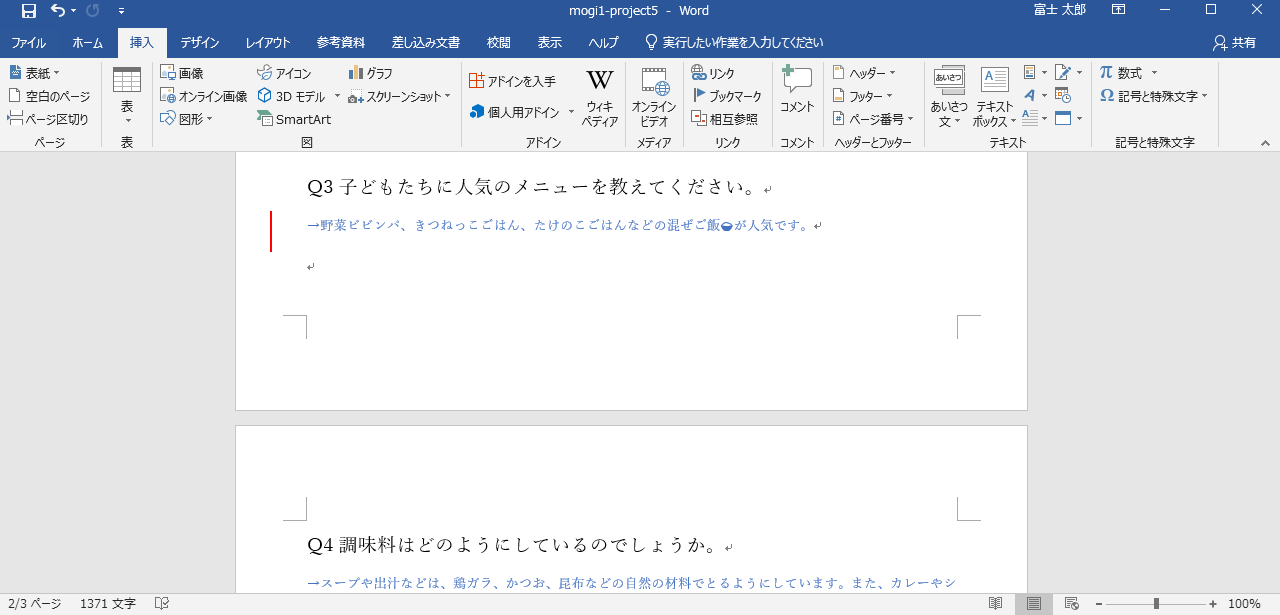 mogi1-project5 - Word
富士 太郎
ファイル ホーム 挿入 デザイン レイアウト 参考資料 差し込み文書 校閲 表示 ヘルプ 実行したい作業を入力してください 共有
表紙
空白のページ
ページ区切り
ページ
表
表
画像
オンライン画像
図形
アイコン
3D モデル
SmartArt
グラフ
スクリーンショット
図
アドインを入手
個人用アドイン
ウィキ
ペディア
アドイン
オンライン
ビデオ
メディア
リンク
ブックマーク
相互参照
リンク
コメント
コメント
ヘッダー
フッター
ページ番号
ヘッダーとフッター
あいさつ
あいさつ
文
テキスト
ボックス
テキスト
π 数式
Ω 記号と特殊文字
記号と特殊文字
Q3 子どもたちに人気のメニューを教えてください。
→野菜ビビンバ、きつねっこごはん、たけのこごはんなどの混ぜご飯🍚が人気です。
Q4 調味料はどのようにしているのでしょうか。
→スープや出汁などは、鶏ガラ、かつお、昆布などの自然の材料でとるようにしています。また、カレーやシ
2/3 ページ 1371 文字 100%